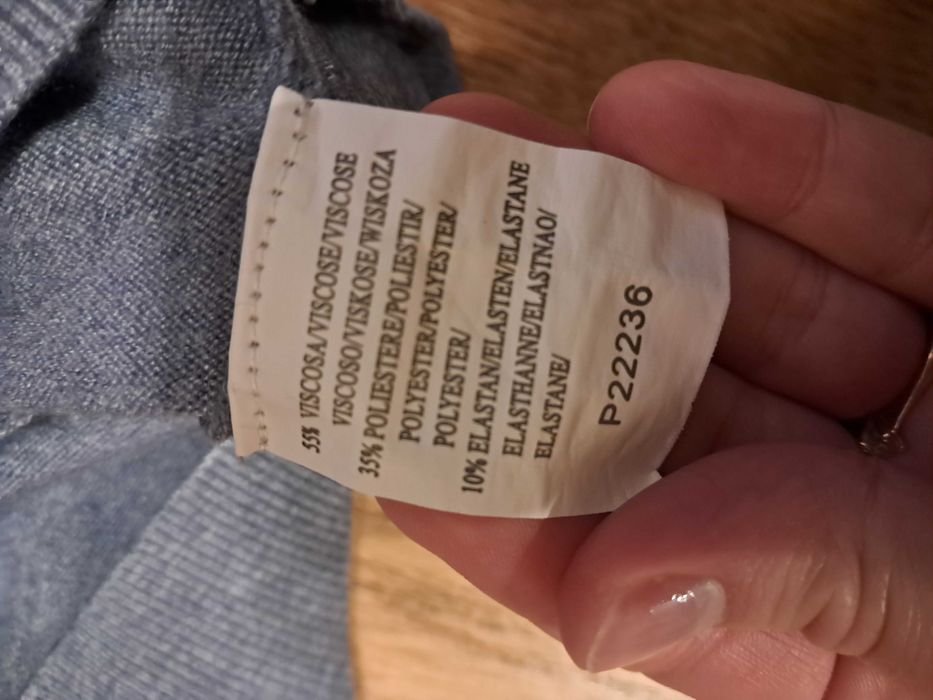 55% VISCOSA/VISCOSE/VISCOSE
VISCOSO/VISKOSE/WISKOZA
35% POLIESTERE/POLIESTIR/
POLYESTER/POLYESTER/
POLYESTER/
10% ELASTAN/ELASTEN/ELASTANE
ELASTHANNE/ELASTNAO/
ELASTANE/
P22236